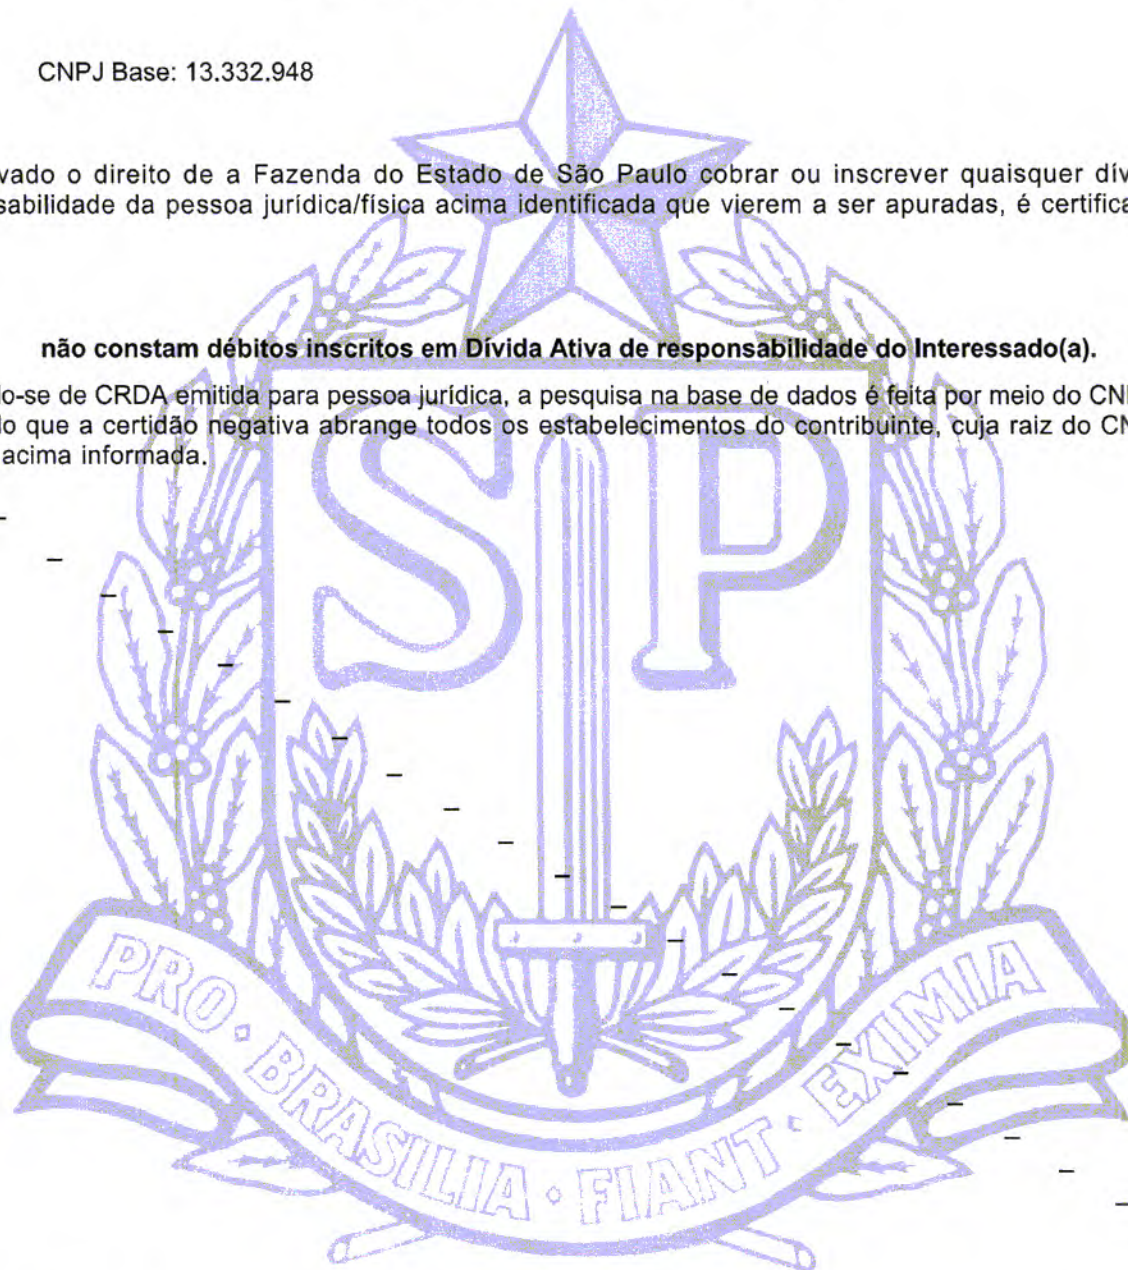 CNPJ Base: 13.332.948
vado o direito de a Fazenda do Estado de São Paulo cobrar ou inscrever quaisquer dív
sabilidade da pessoa jurídica/física acima identificada que vierem a ser apuradas, é certifica
não constam débitos inscritos em Dívida Ativa de responsabilidade do Interessado(a).
lo-se de CRDA emitida para pessoa jurídica, a pesquisa na base de dados é feita por meio do CN
lo que a certidão negativa abrange todos os estabelecimentos do contribuinte, cuja raiz do CN
acima informada.
SP
PRO • BRASILIA • FIANT • EXIMIA